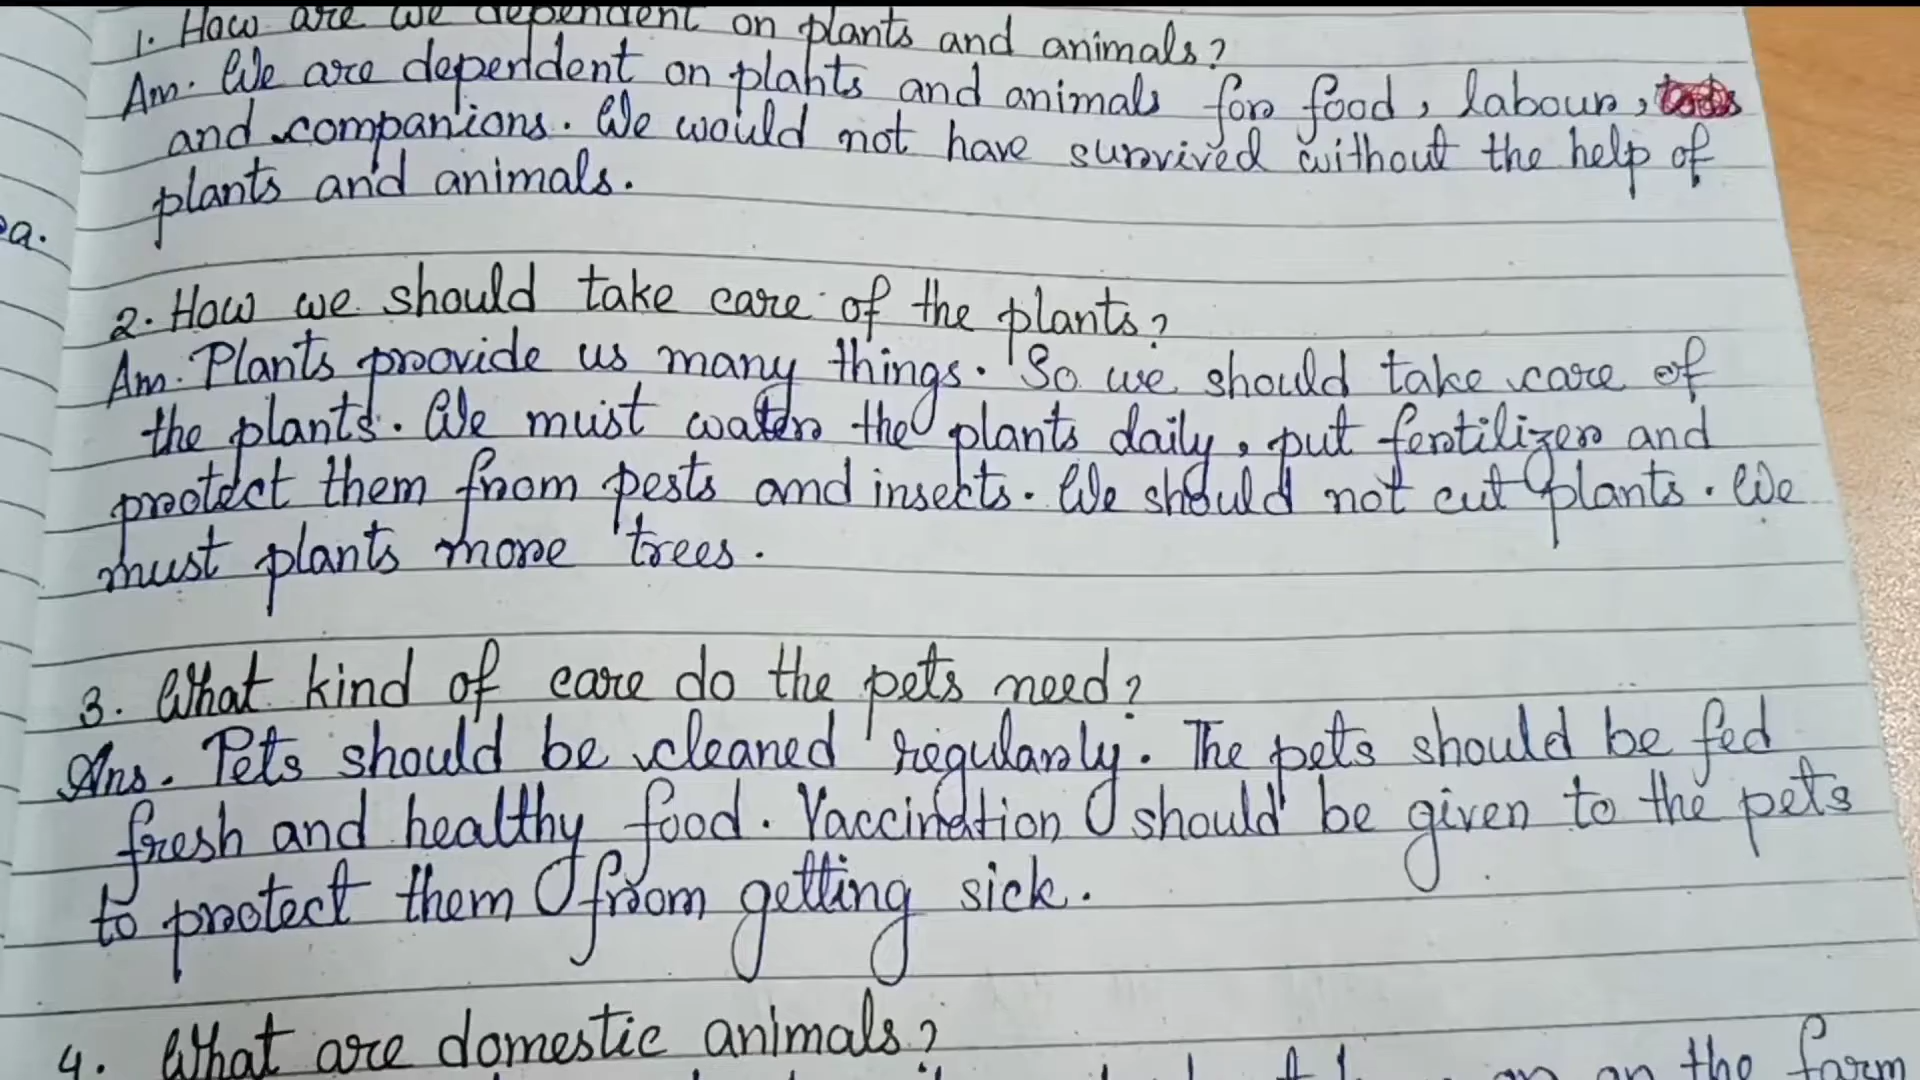 1. How are we dependent on plants and animals?
Ans. We are dependent on plants and animals for food, labour,
and companions. We would not have survived without the help of
plants and animals.
a.
2. How we should take care of the plants?
Ans. Plants provide us many things. So we should take care of
the plants. We must water the plants daily, put fertilizer and
protect them from pests and insects. We should not cut plants. We
must plants more trees.
3. What kind of care do the pets need?
Ans. Pets should be cleaned regularly. The pets should be fed
fresh and healthy food. Vaccination should be given to the pets
to protect them from getting sick.
4. What are domestic animals?
on the farm